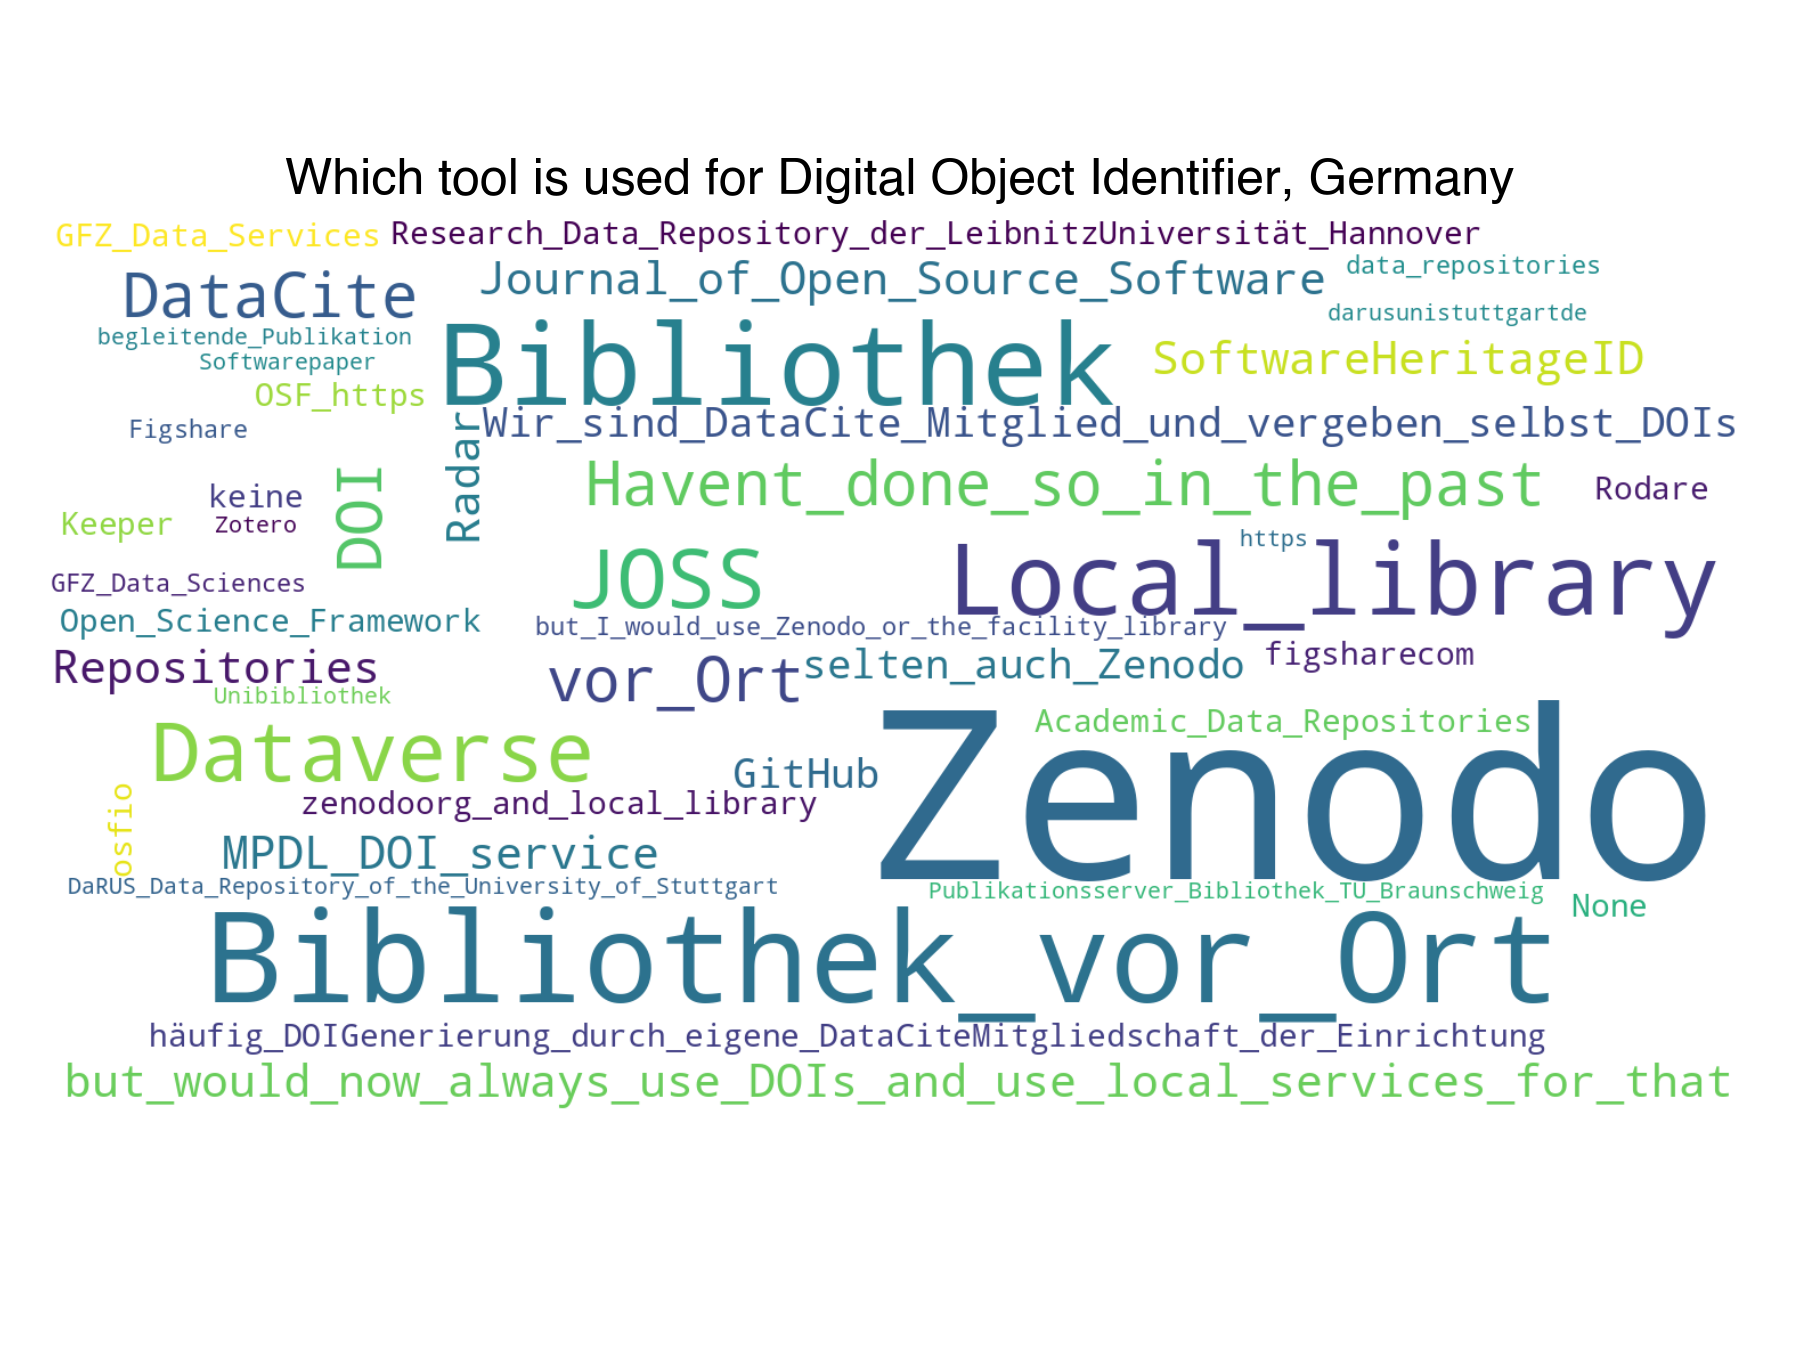 Which tool is used for Digital Object Identifier, Germany
GFZ_Data_Services
Research_Data_Repository_der_LeibnitzUniversität_Hannover
DataCite
Journal_of_Open_Source_Software
data_repositories
darusunistuttgartde
begleitende_Publikation
Softwarepaper
Bibliothek
SoftwareHeritageID
OSF_https
Figshare
Radar
Wir_sind_DataCite_Mitglied_und_vergeben_selbst_DOIs
Havent_done_so_in_the_past
Rodare
keine
DOI
Keeper
Zotero
https
JOSS
Local_library
GFZ_Data_Sciences
Open_Science_Framework
but_I_would_use_Zenodo_or_the_facility_library
Repositories
vor_Ort
selten_auch_Zenodo
figsharecom
Unibibliothek
Zenodo
Academic_Data_Repositories
Dataverse
GitHub
osfio
zenodoorg_and_local_library
MPDL_DOI_service
DaRUS_Data_Repository_of_the_University_of_Stuttgart
Publikationsserver_Bibliothek_TU_Braunschweig
None
Bibliothek_vor_Ort
häufig_DOIGenerierung_durch_eigene_DataCiteMitgliedschaft_der_Einrichtung
but_would_now_always_use_DOIs_and_use_local_services_for_that